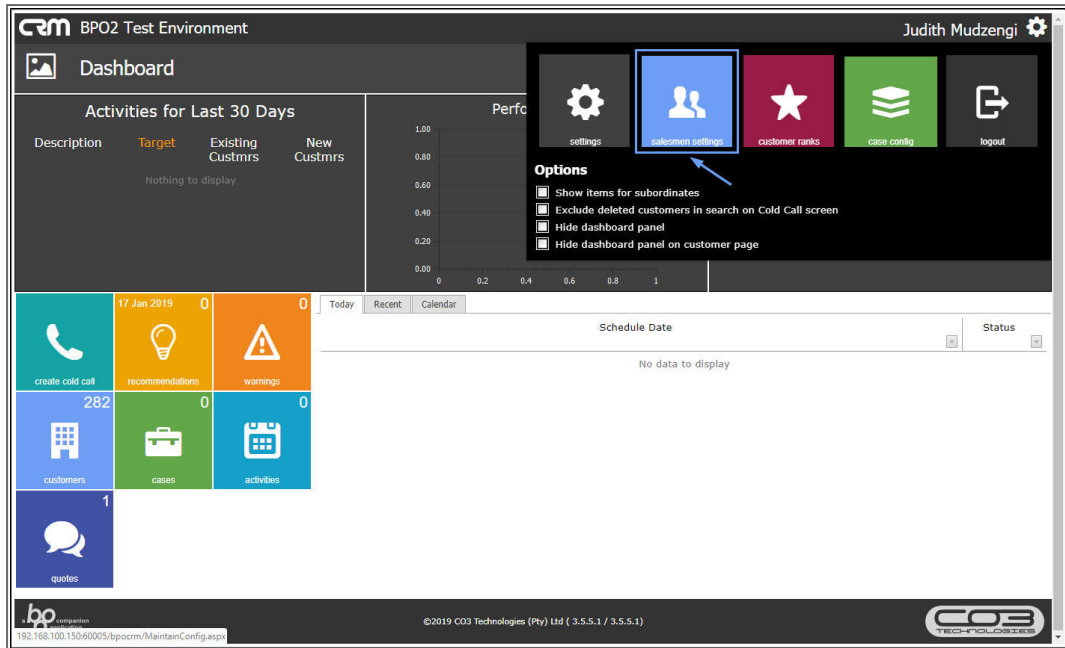 CRM BPO2 Test Environment
Judith Mudzengi
Dashboard
Activities for Last 30 Days
Description Target Existing Custmrs New Custmrs
Nothing to display
Perfo
1.00
0.80
0.60
0.40
0.20
0.00
0 0.2 0.4 0.6 0.8 1
settings
salesmen settings
customer ranks
case config
logout
Options
Show items for subordinates
Exclude deleted customers in search on Cold Call screen
Hide dashboard panel
Hide dashboard panel on customer page
create cold call
17 Jan 2019 0
recommendations
0
warnings
282
customers
0
cases
0
activities
1
quotes
Today Recent Calendar
Schedule Date Status
No data to display
a bpo companion application
192.168.100.150:60005/bpocrm/MaintainConfig.aspx
©2019 CO3 Technologies (Pty) Ltd ( 3.5.5.1 / 3.5.5.1)
CO3
TECHNOLOGIES